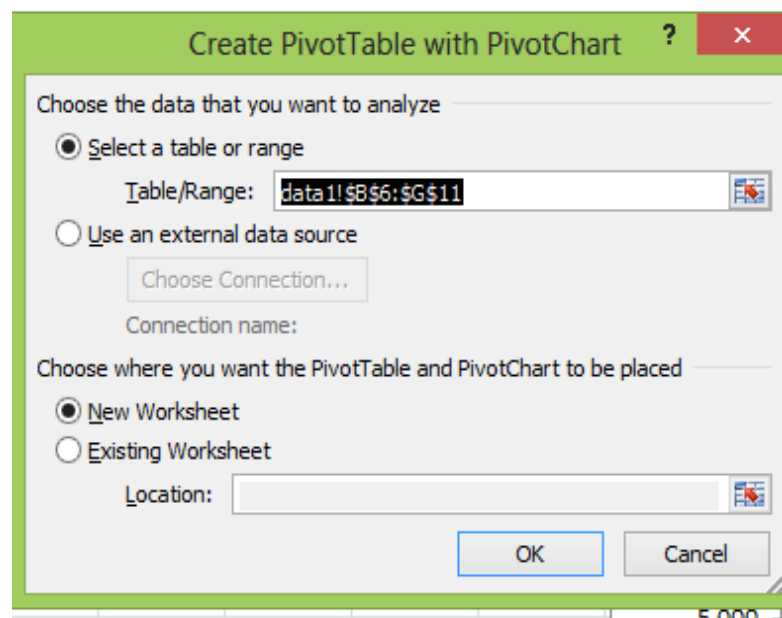 Create PivotTable with PivotChart ? ×
Choose the data that you want to analyze
Select a table or range
Table/Range: data1!$B$6:$G$11
Use an external data source
Choose Connection...
Connection name:
Choose where you want the PivotTable and PivotChart to be placed
New Worksheet
Existing Worksheet
Location:
OK Cancel
5,000